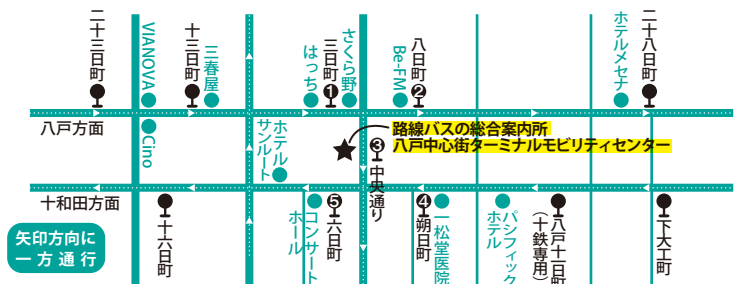 二十三日町
VIANOVA
十三日町
三春屋
はっち
三日町
❶
さくら野
Be-FM
八日町
❷
ホテルメセナ
二十八日町
八戸方面
Cino
ホテル
サンルート
路線バスの総合案内所
八戸中心街ターミナルモビリティセンター
❸
中央通り
十和田方面
十六日町
コンサート
ホール
❺
六日町
❹
朔日町
一松堂医院
パシフィック
ホテル
八戸十一日町
（十鉄専用）
下大工町
矢印方向に
一方通行